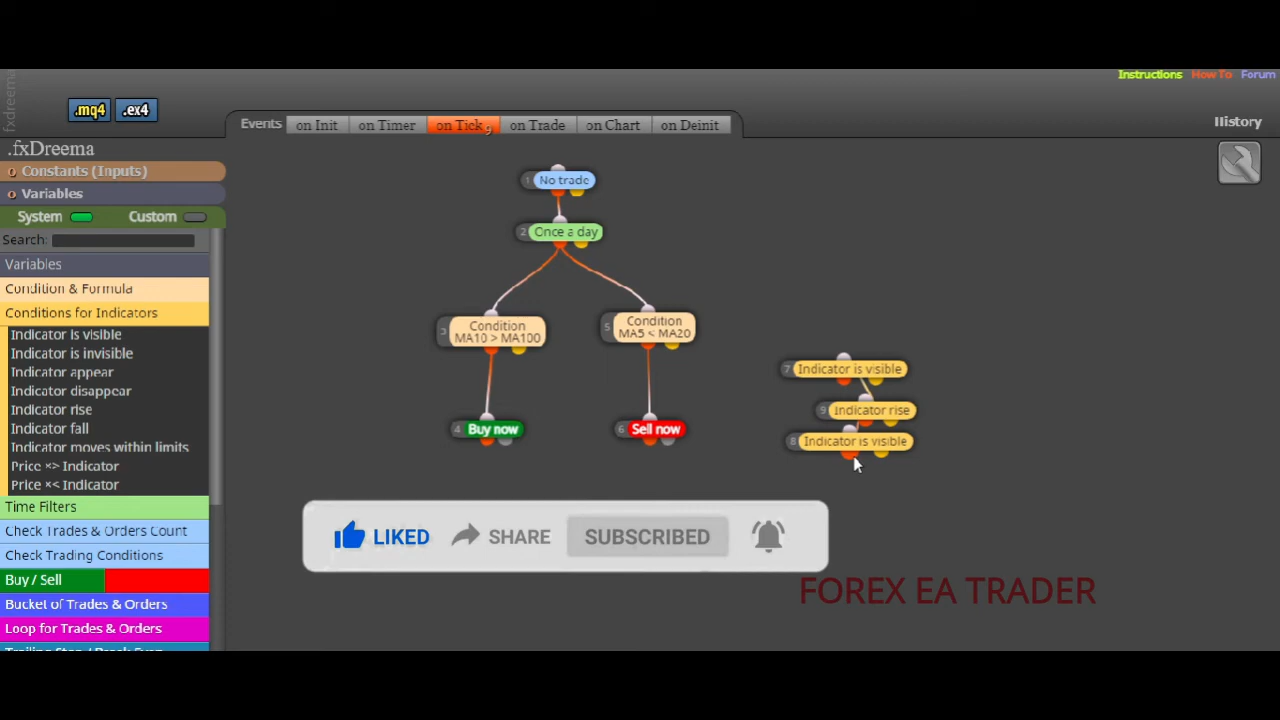 Instructions How To Forum
fxdreema
.mq4 .ex4
Events on Init on Timer on Tick on Trade on Chart on Deinit
History
.fxDreema
Constants (Inputs)
Variables
System Custom
Search:
Variables
Condition & Formula
Conditions for Indicators
Indicator is visible
Indicator is invisible
Indicator appear
Indicator disappear
Indicator rise
Indicator fall
Indicator moves within limits
Price x> Indicator
Price x< Indicator
Time Filters
Check Trades & Orders Count
Check Trading Conditions
Buy / Sell
Bucket of Trades & Orders
Loop for Trades & Orders
1 No trade
2 Once a day
3 Condition
MA10 > MA100
5 Condition
MA5 < MA20
4 Buy now
6 Sell now
7 Indicator is visible
9 Indicator rise
8 Indicator is visible
LIKED SHARE SUBSCRIBED
FOREX EA TRADER